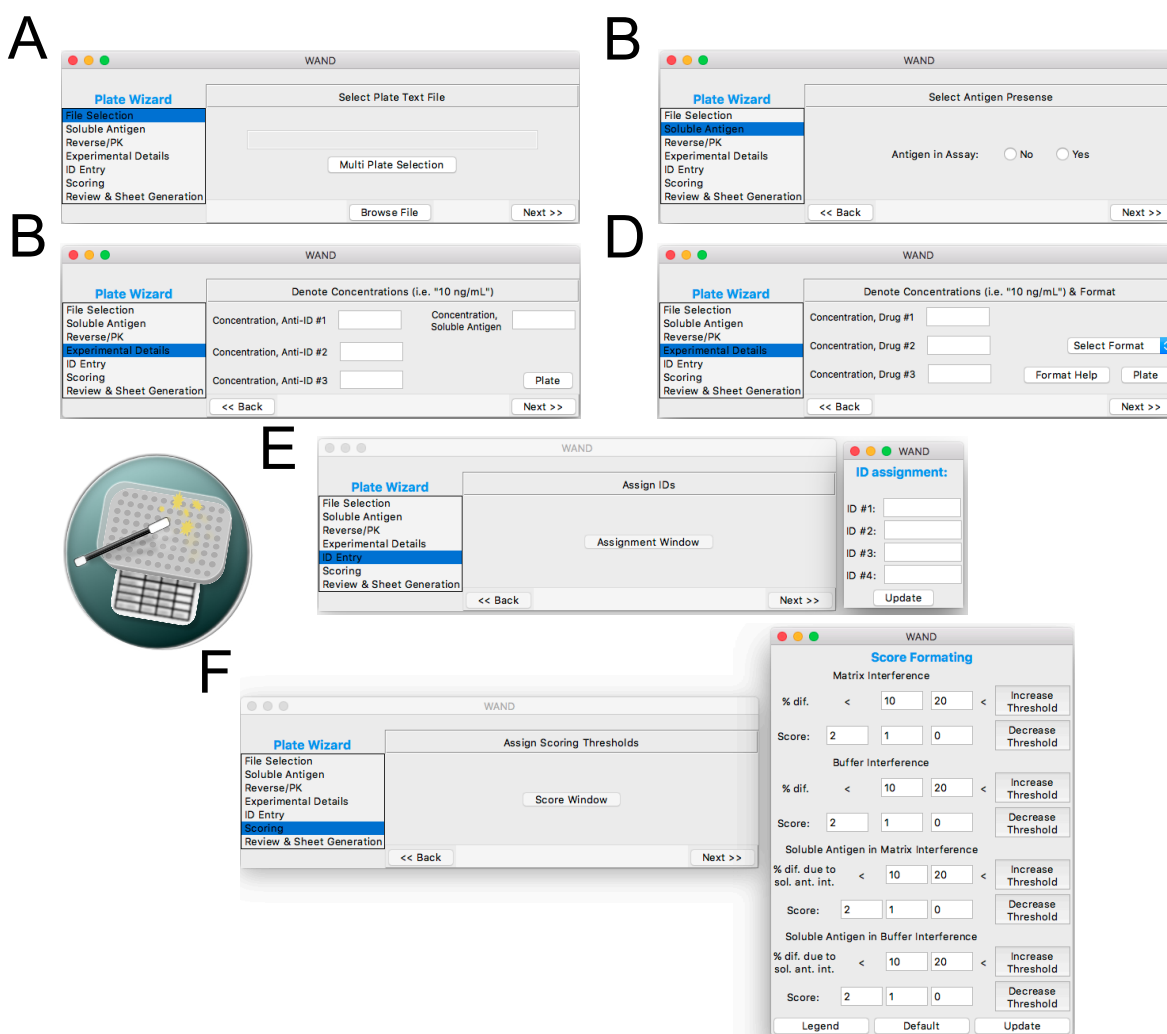 A
WAND
Plate Wizard
File Selection
Soluble Antigen
Reverse/PK
Experimental Details
ID Entry
Scoring
Review & Sheet Generation
Select Plate Text File
Multi Plate Selection
Browse File
Next >>
B
WAND
Plate Wizard
File Selection
Soluble Antigen
Reverse/PK
Experimental Details
ID Entry
Scoring
Review & Sheet Generation
Select Antigen Presense
Antigen in Assay: No Yes
<< Back
Next >>
B
WAND
Plate Wizard
File Selection
Soluble Antigen
Reverse/PK
Experimental Details
ID Entry
Scoring
Review & Sheet Generation
Denote Concentrations (i.e. "10 ng/mL")
Concentration, Anti-ID #1
Concentration,
Soluble Antigen
Concentration, Anti-ID #2
Concentration, Anti-ID #3
Plate
<< Back
Next >>
D
WAND
Plate Wizard
File Selection
Soluble Antigen
Reverse/PK
Experimental Details
ID Entry
Scoring
Review & Sheet Generation
Denote Concentrations (i.e. "10 ng/mL") & Format
Concentration, Drug #1
Concentration, Drug #2
Select Format
Concentration, Drug #3
Format Help
Plate
<< Back
Next >>
E
WAND
Plate Wizard
File Selection
Soluble Antigen
Reverse/PK
Experimental Details
ID Entry
Scoring
Review & Sheet Generation
Assign IDs
Assignment Window
<< Back
Next >>
WAND
ID assignment:
ID #1:
ID #2:
ID #3:
ID #4:
Update
F
WAND
Plate Wizard
File Selection
Soluble Antigen
Reverse/PK
Experimental Details
ID Entry
Scoring
Review & Sheet Generation
Assign Scoring Thresholds
Score Window
<< Back
Next >>
WAND
Score Formating
Matrix Interference
% dif. < 10 20 <
Increase
Threshold
Score: 2 1 0
Decrease
Threshold
Buffer Interference
% dif. < 10 20 <
Increase
Threshold
Score: 2 1 0
Decrease
Threshold
Soluble Antigen in Matrix Interference
% dif. due to
sol. ant. int. < 10 20 <
Increase
Threshold
Score: 2 1 0
Decrease
Threshold
Soluble Antigen in Buffer Interference
% dif. due to
sol. ant. int. < 10 20 <
Increase
Threshold
Score: 2 1 0
Decrease
Threshold
Legend
Default
Update